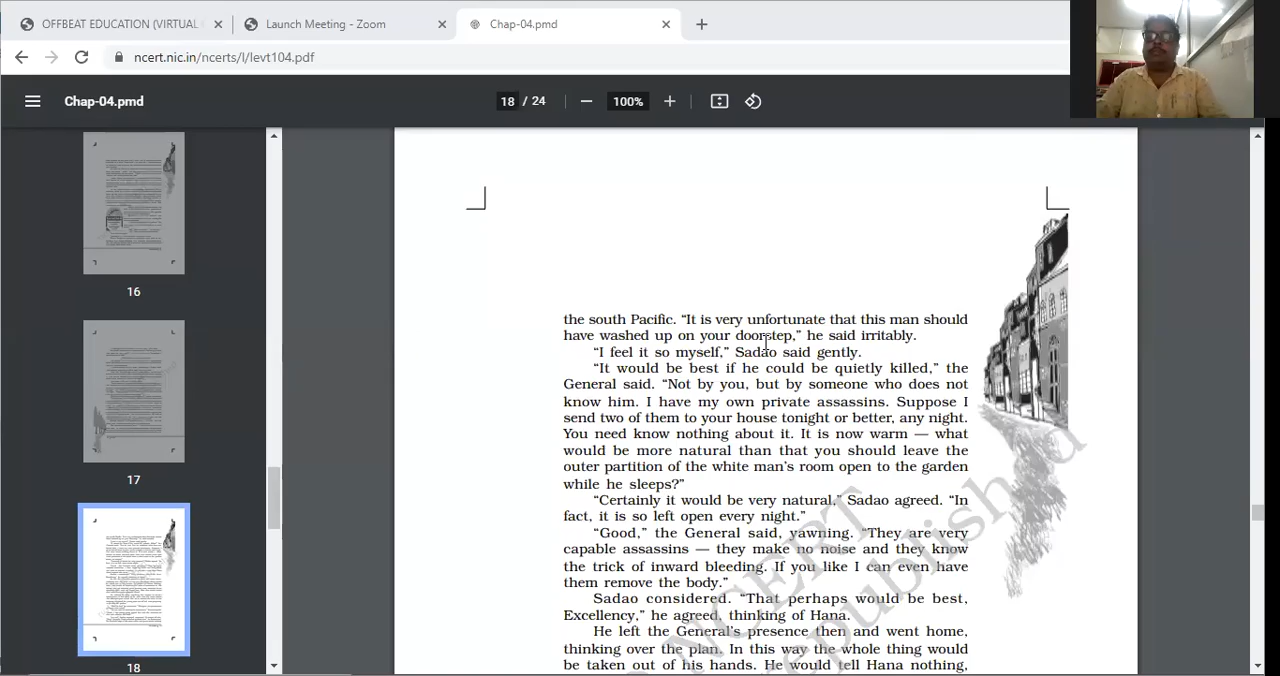 OFFBEAT EDUCATION (VIRTUAL
Launch Meeting - Zoom
Chap-04.pmd
ncert.nic.in/ncerts/l/levt104.pdf
Chap-04.pmd
18 / 24
100%
16
17
18
the south Pacific. “It is very unfortunate that this man should
have washed up on your doorstep,” he said irritably.
“I feel it so myself,” Sadao said gently.
“It would be best if he could be quietly killed,” the
General said. “Not by you, but by someone who does not
know him. I have my own private assassins. Suppose I
send two of them to your house tonight or better, any night.
You need know nothing about it. It is now warm — what
would be more natural than that you should leave the
outer partition of the white man’s room open to the garden
while he sleeps?”
“Certainly it would be very natural,” Sadao agreed. “In
fact, it is so left open every night.”
“Good,” the General said, yawning. “They are very
capable assassins — they make no noise and they know
the trick of inward bleeding. If you like I can even have
them remove the body.”
Sadao considered. “That perhaps would be best,
Excellency,” he agreed, thinking of Hana.
He left the General’s presence then and went home,
thinking over the plan. In this way the whole thing would
be taken out of his hands. He would tell Hana nothing,
NCERT
republished